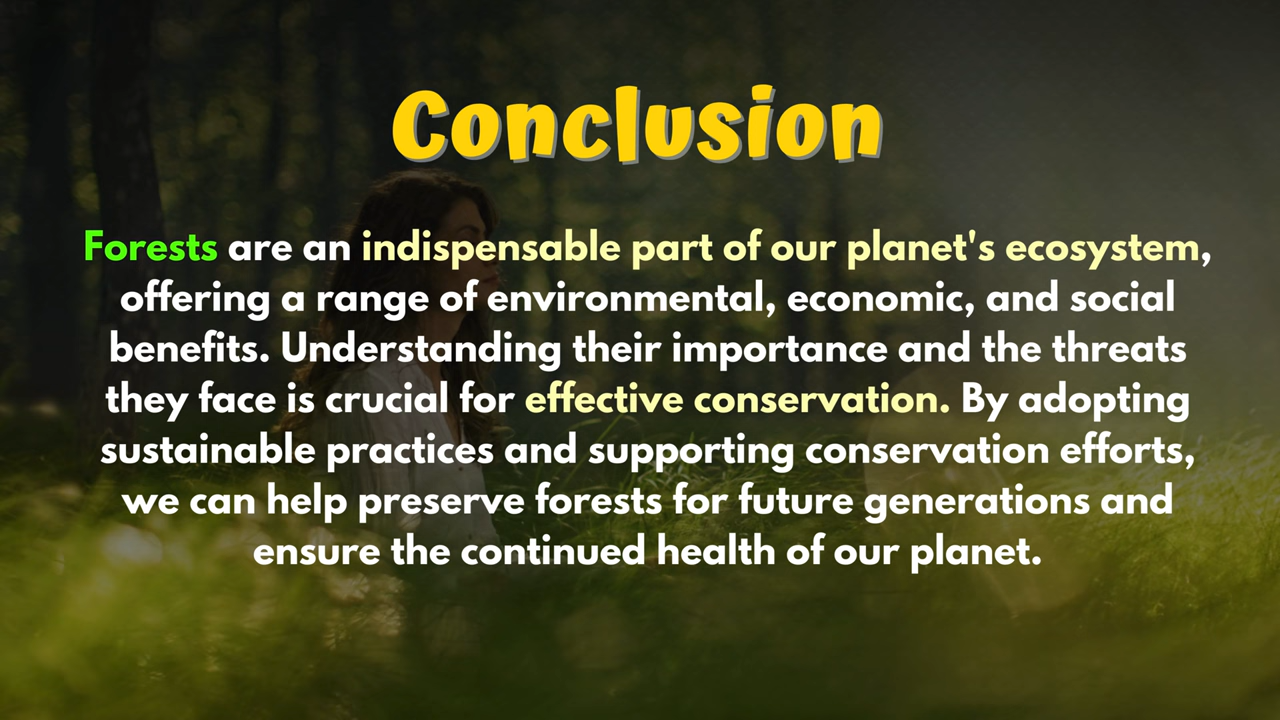 Conclusion
Forests are an indispensable part of our planet's ecosystem,
offering a range of environmental, economic, and social
benefits. Understanding their importance and the threats
they face is crucial for effective conservation. By adopting
sustainable practices and supporting conservation efforts,
we can help preserve forests for future generations and
ensure the continued health of our planet.